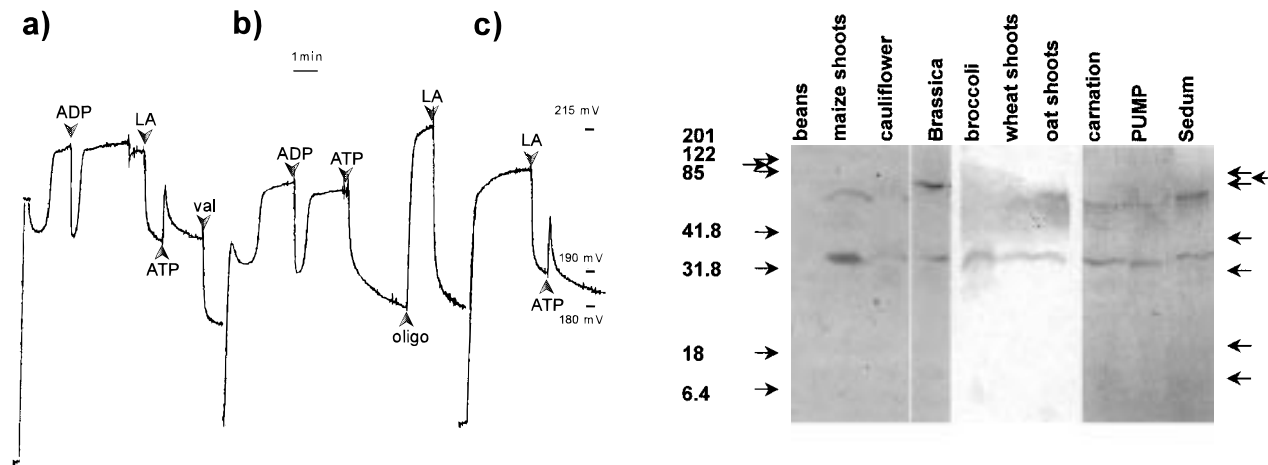 a)
b)
c)
1min
ADP
LA
val
ATP
ADP
ATP
LA
oligo
LA
ATP
215 mV
190 mV
180 mV
beans
maize shoots
cauliflower
Brassica
broccoli
wheat shoots
oat shoots
carnation
PUMP
Sedum
201
122
85
41.8
31.8
18
6.4